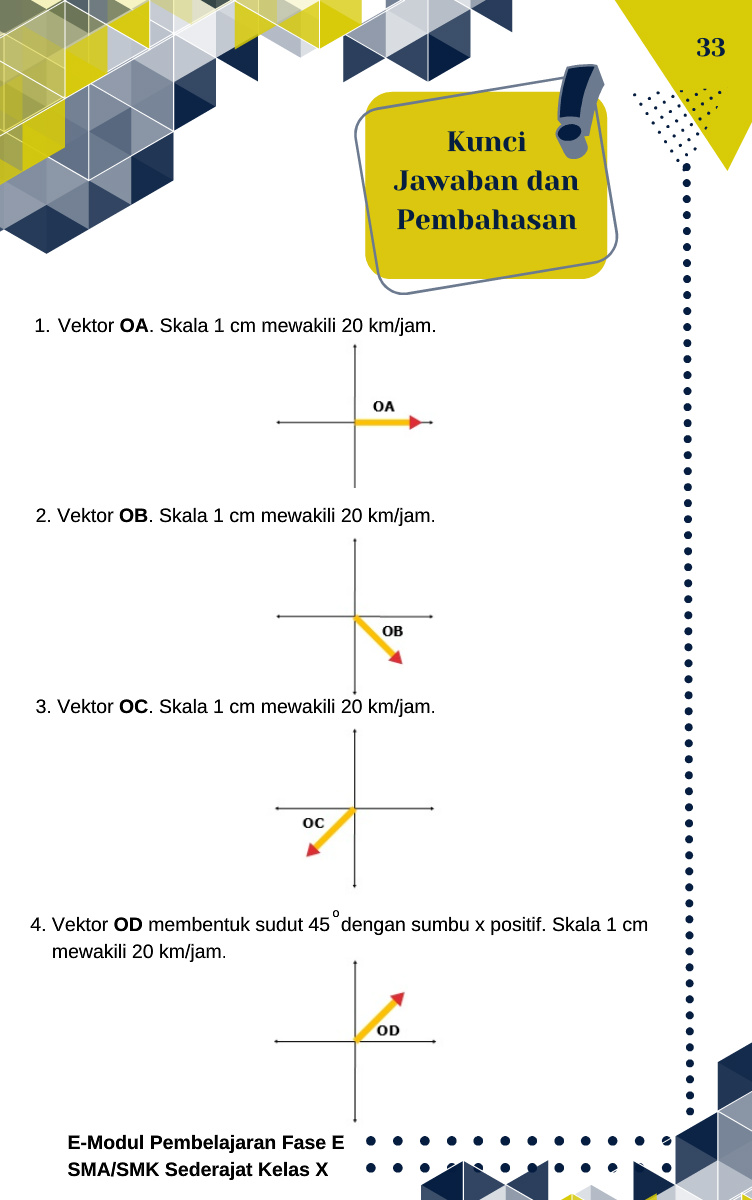 33
Kunci
Jawaban dan
Pembahasan
1. Vektor OA. Skala 1 cm mewakili 20 km/jam.
OA
2. Vektor OB. Skala 1 cm mewakili 20 km/jam.
OB
3. Vektor OC. Skala 1 cm mewakili 20 km/jam.
OC
4. Vektor OD membentuk sudut 45° dengan sumbu x positif. Skala 1 cm
mewakili 20 km/jam.
OD
E-Modul Pembelajaran Fase E
SMA/SMK Sederajat Kelas X